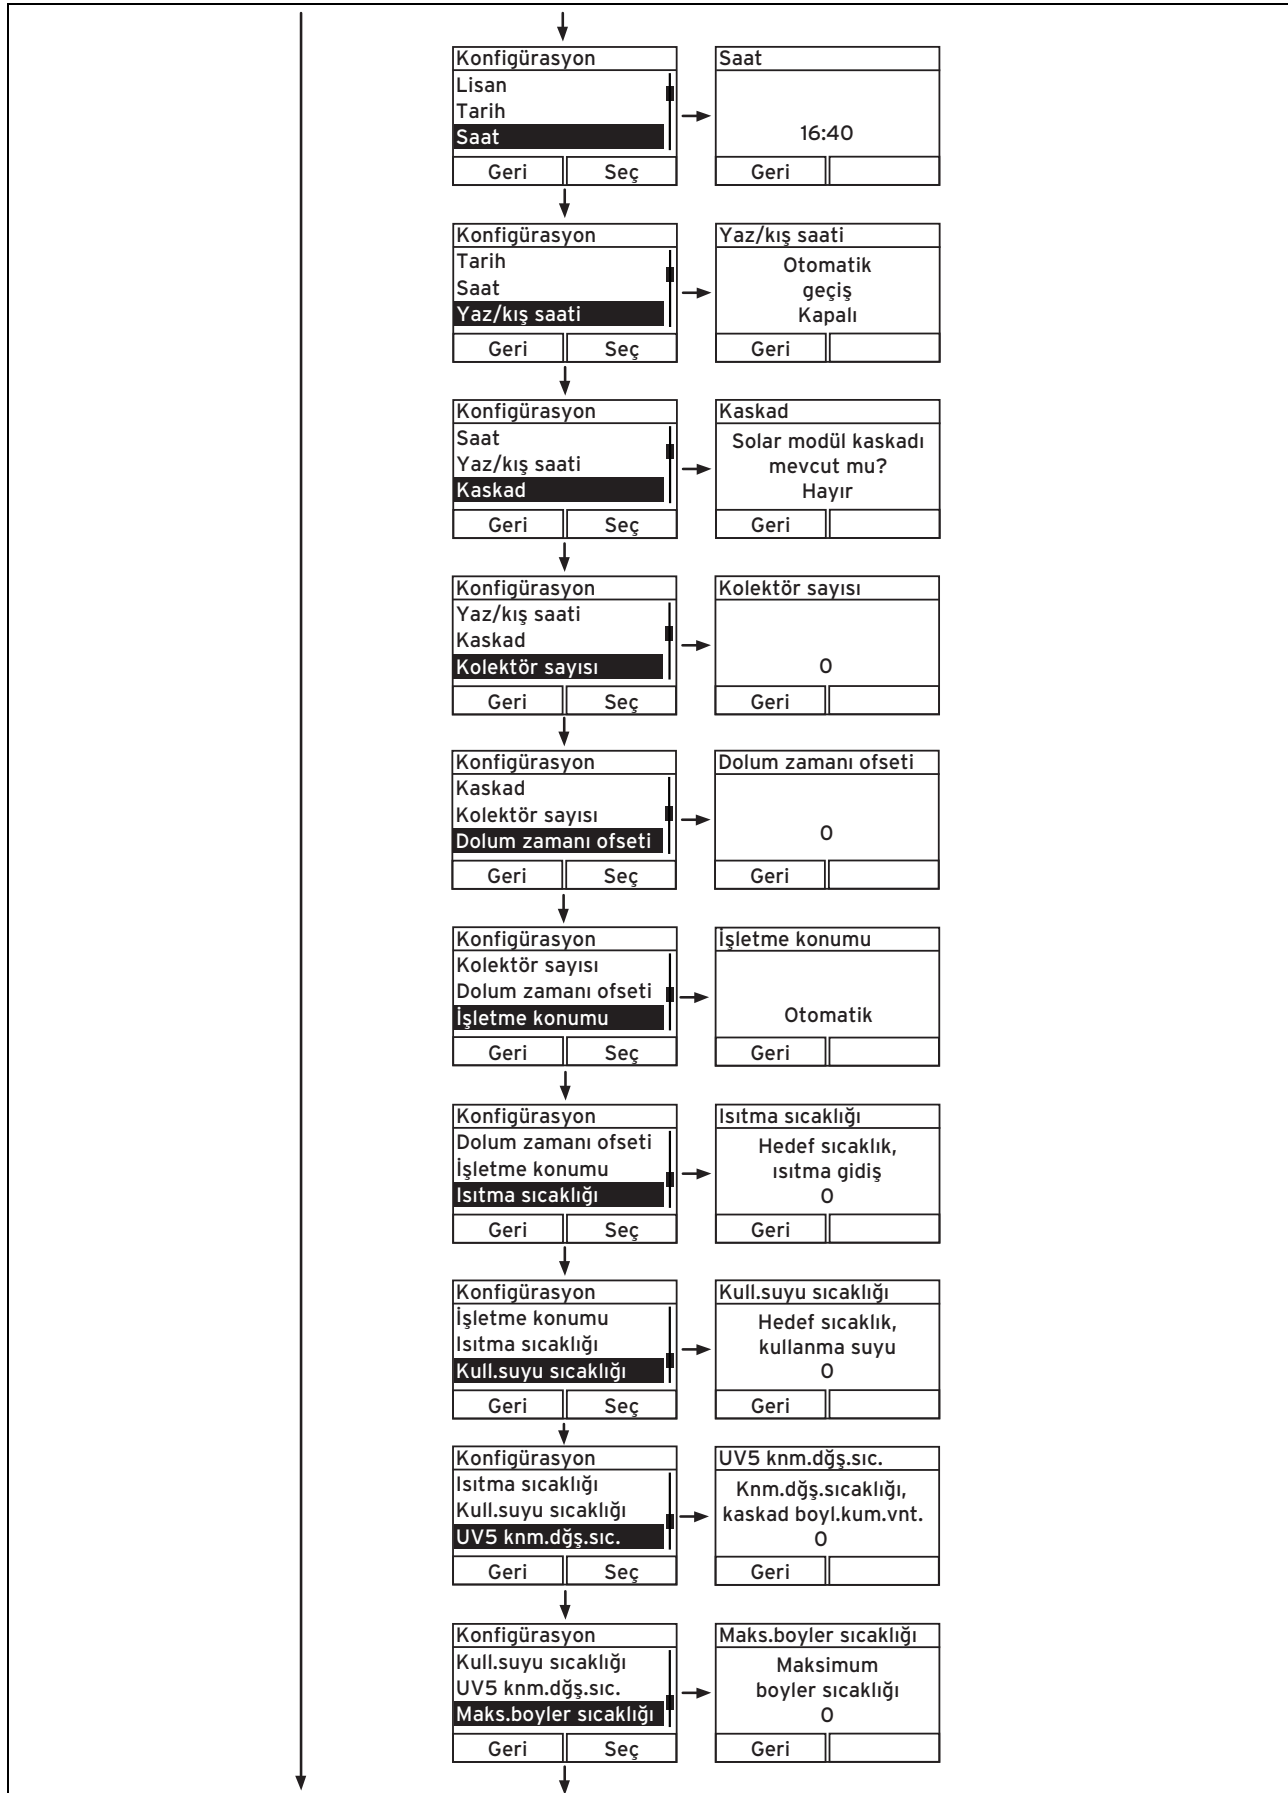 Konfigürasyon
Lisan
Tarih
Saat
Geri Seç
Saat
16:40
Geri
Konfigürasyon
Tarih
Saat
Yaz/kış saati
Geri Seç
Yaz/kış saati
Otomatik
geçiş
Kapalı
Geri
Konfigürasyon
Saat
Yaz/kış saati
Kaskad
Geri Seç
Kaskad
Solar modül kaskadı
mevcut mu?
Hayır
Geri
Konfigürasyon
Yaz/kış saati
Kaskad
Kolektör sayısı
Geri Seç
Kolektör sayısı
0
Geri
Konfigürasyon
Kaskad
Kolektör sayısı
Dolum zamanı ofseti
Geri Seç
Dolum zamanı ofseti
0
Geri
Konfigürasyon
Kolektör sayısı
Dolum zamanı ofseti
İşletme konumu
Geri Seç
İşletme konumu
Otomatik
Geri
Konfigürasyon
Dolum zamanı ofseti
İşletme konumu
Isıtma sıcaklığı
Geri Seç
Isıtma sıcaklığı
Hedef sıcaklık,
ısıtma gidiş
0
Geri
Konfigürasyon
İşletme konumu
Isıtma sıcaklığı
Kull.suyu sıcaklığı
Geri Seç
Kull.suyu sıcaklığı
Hedef sıcaklık,
kullanma suyu
0
Geri
Konfigürasyon
Isıtma sıcaklığı
Kull.suyu sıcaklığı
UV5 knm.dğş.sıc.
Geri Seç
UV5 knm.dğş.sıc.
Knm.dğş.sıcaklığı,
kaskad boyl.kum.vnt.
0
Geri
Konfigürasyon
Kull.suyu sıcaklığı
UV5 knm.dğş.sıc.
Maks.boyler sıcaklığı
Geri Seç
Maks.boyler sıcaklığı
Maksimum
boyler sıcaklığı
0
Geri